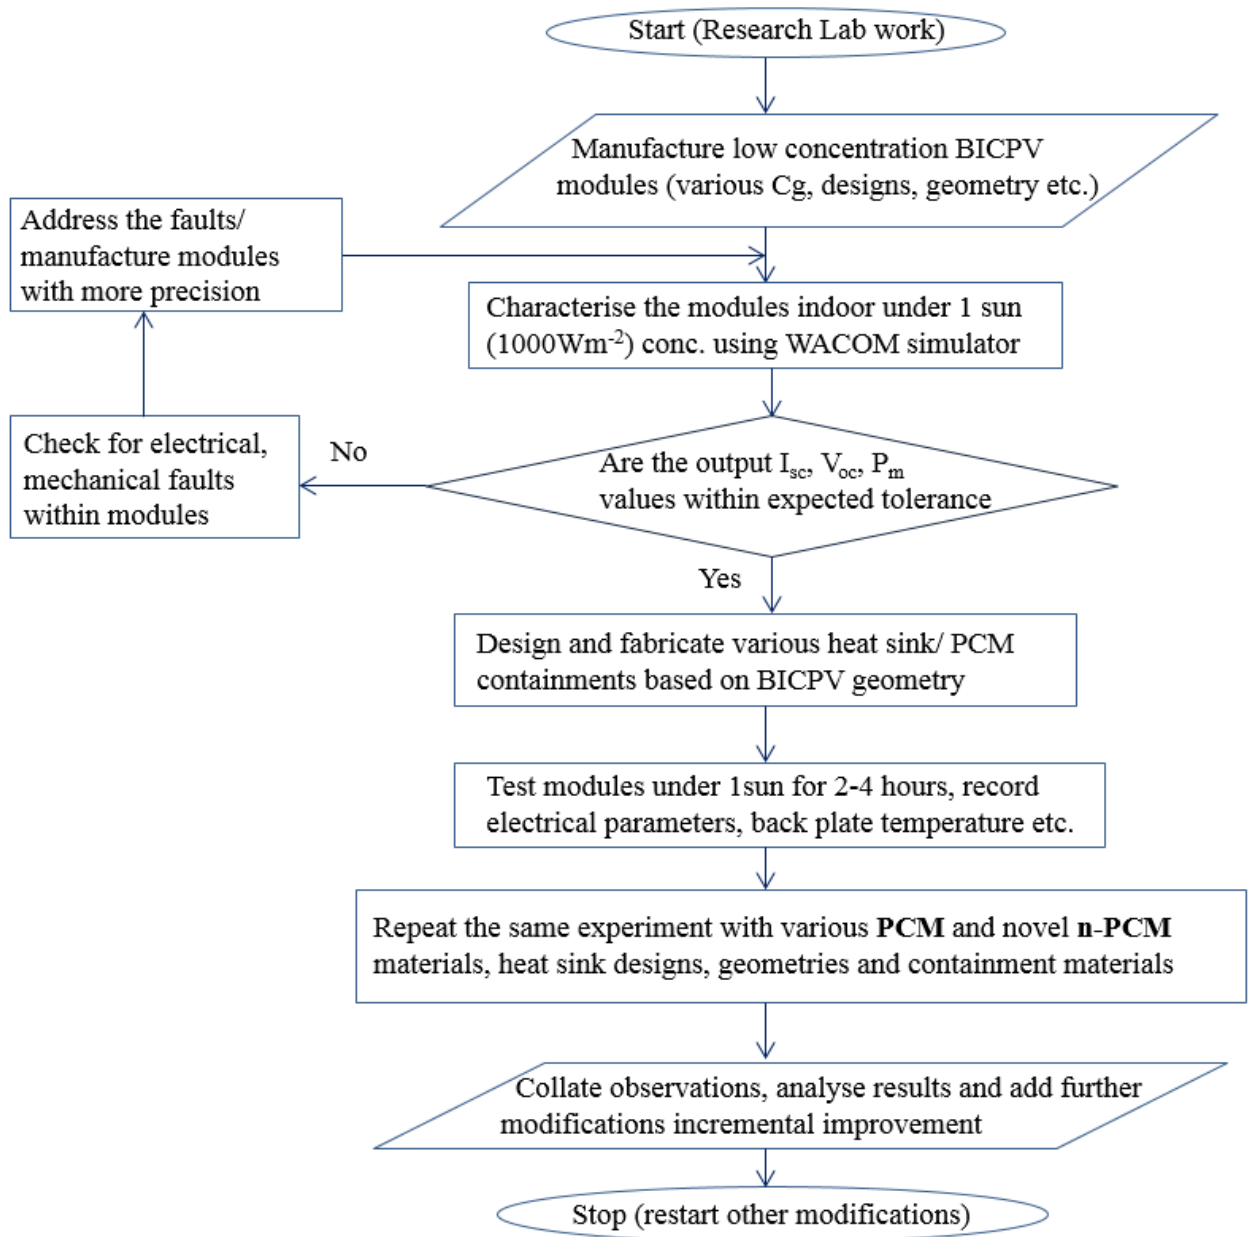 Start (Research Lab work)
Manufacture low concentration BICPV
modules (various Cg, designs, geometry etc.)
Address the faults/
manufacture modules
with more precision
Characterise the modules indoor under 1 sun
(1000Wm⁻²) conc. using WACOM simulator
Check for electrical,
mechanical faults
within modules
No
Are the output Isc, Voc, Pm
values within expected tolerance
Yes
Design and fabricate various heat sink/ PCM
containments based on BICPV geometry
Test modules under 1sun for 2-4 hours, record
electrical parameters, back plate temperature etc.
Repeat the same experiment with various PCM and novel n-PCM
materials, heat sink designs, geometries and containment materials
Collate observations, analyse results and add further
modifications incremental improvement
Stop (restart other modifications)